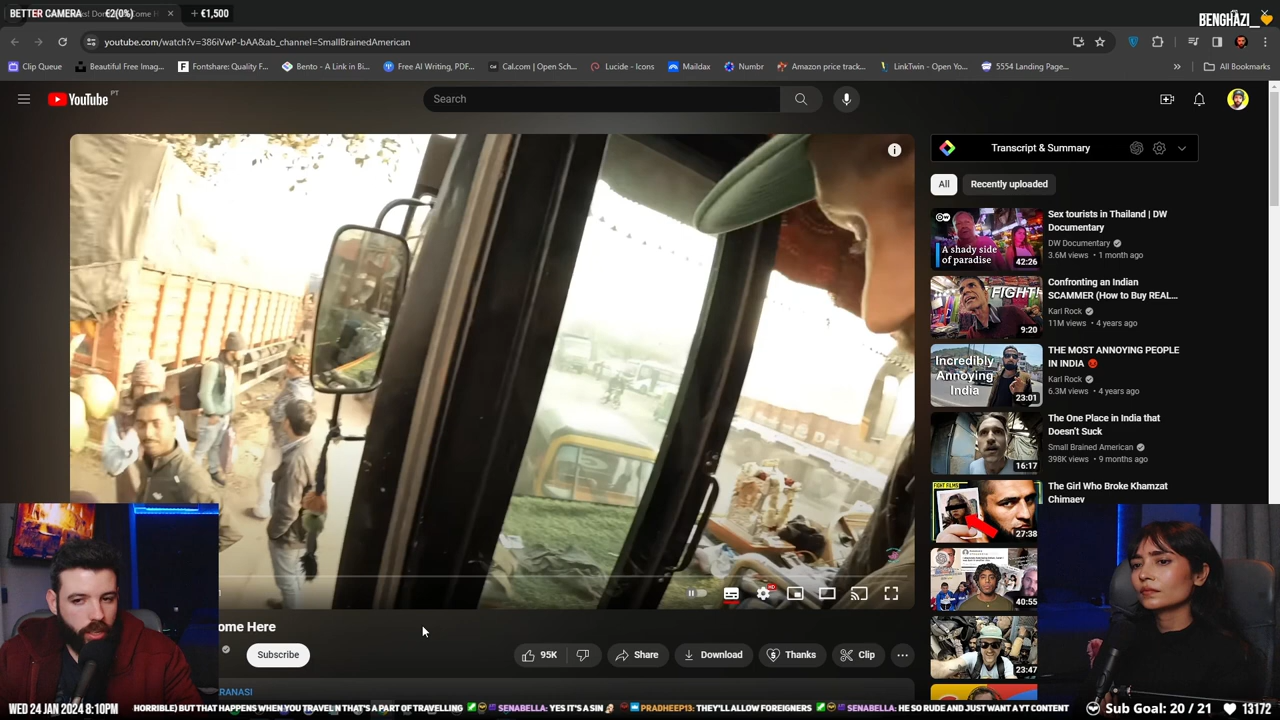 BETTER CAMERA €2(0%)
+ €1,500
BENGHAZI_🧡
youtube.com/watch?v=386iVwP-bAA&ab_channel=SmallBrainedAmerican
Clip Queue
Beautiful Free Imag...
Fontshare: Quality F...
Bento - A Link in Bi...
Free AI Writing, PDF...
Cal.com | Open Sch...
Lucide - Icons
Maildax
Numbr
Amazon price track...
LinkTwin - Open Yo...
5554 Landing Page...
»
All Bookmarks
YouTube PT
Search
Transcript & Summary
All
Recently uploaded
Sex tourists in Thailand | DW
Documentary
DW Documentary
3.6M views • 1 month ago
A shady side
of paradise
42:26
Confronting an Indian
SCAMMER (How to Buy REAL...
Karl Rock
11M views • 4 years ago
FIGHT
9:20
THE MOST ANNOYING PEOPLE
IN INDIA
Karl Rock
6.3M views • 4 years ago
Incredibly
Annoying
India
23:01
The One Place in India that
Doesn't Suck
Small Brained American
398K views • 9 months ago
16:17
The Girl Who Broke Khamzat
Chimaev
FIGHT FILMS
27:38
40:55
23:47
HD
ome Here
Subscribe
95K
Share
Download
Thanks
Clip
RANASI
WED 24 JAN 2024 8:10PM
HORRIBLE) BUT THAT HAPPENS WHEN YOU TRAVEL N THAT'S A PART OF TRAVELLING SENABELLA: YES IT'S A SIN PRADHEEP13: THEY'LL ALLOW FOREIGNERS SENABELLA: HE SO RUDE AND JUST WANT A YT CONTENT
Sub Goal: 20 / 21
13172